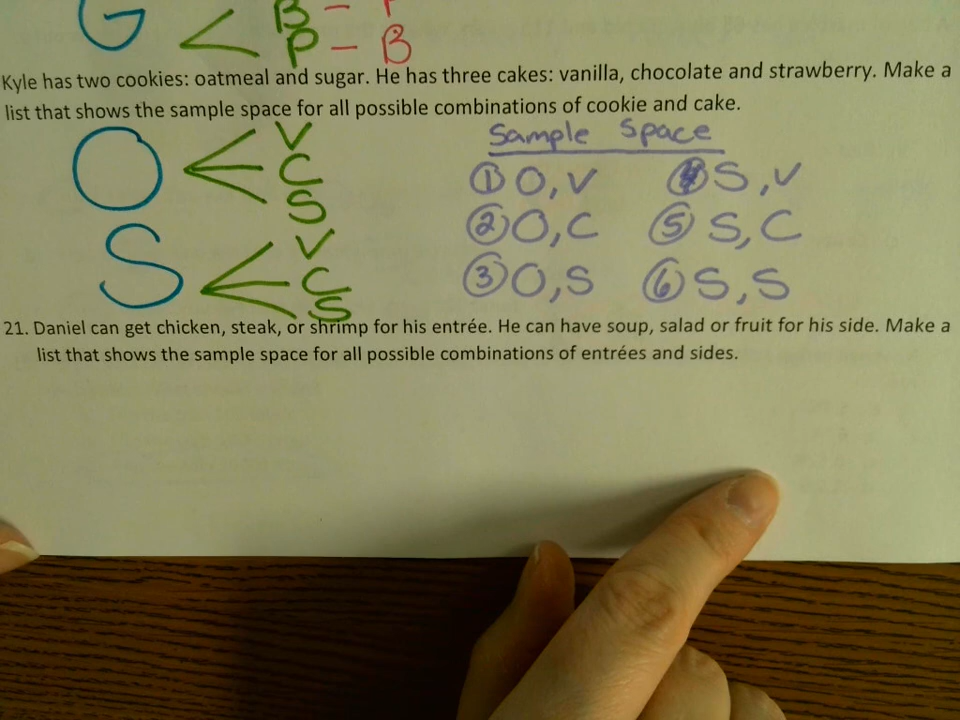 G < B - P
P - B
Kyle has two cookies: oatmeal and sugar. He has three cakes: vanilla, chocolate and strawberry. Make a
list that shows the sample space for all possible combinations of cookie and cake.
O < V
C
S
S < V
C
S
Sample Space
① O, V ④ S, V
② O, C ⑤ S, C
③ O, S ⑥ S, S
21. Daniel can get chicken, steak, or shrimp for his entrée. He can have soup, salad or fruit for his side. Make a
list that shows the sample space for all possible combinations of entrées and sides.